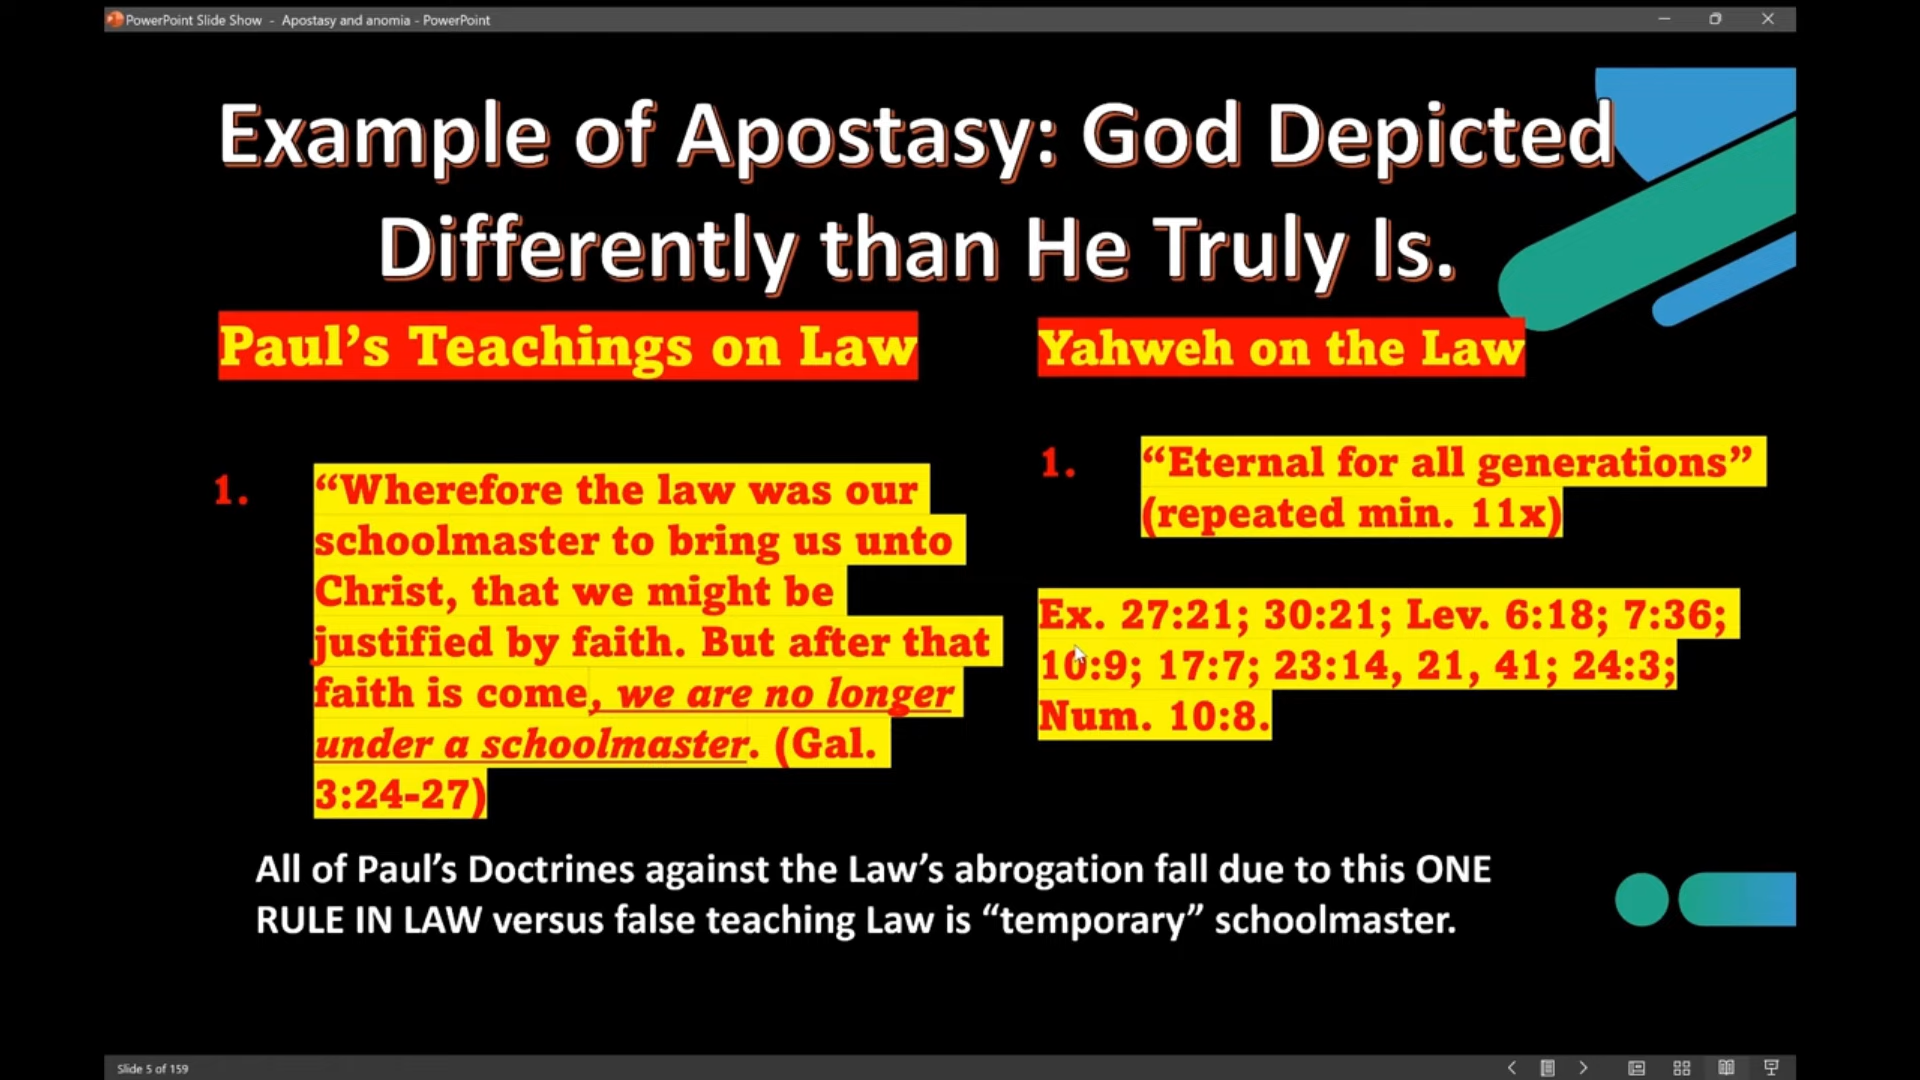 PowerPoint Slide Show - Apostasy and anomia - PowerPoint
Example of Apostasy: God Depicted
Differently than He Truly Is.
Paul’s Teachings on Law
1. “Wherefore the law was our
schoolmaster to bring us unto
Christ, that we might be
justified by faith. But after that
faith is come, we are no longer
under a schoolmaster. (Gal.
3:24-27)
Yahweh on the Law
1. “Eternal for all generations”
(repeated min. 11x)
Ex. 27:21; 30:21; Lev. 6:18; 7:36;
10:9; 17:7; 23:14, 21, 41; 24:3;
Num. 10:8.
All of Paul’s Doctrines against the Law’s abrogation fall due to this ONE
RULE IN LAW versus false teaching Law is “temporary” schoolmaster.
Slide 5 of 159